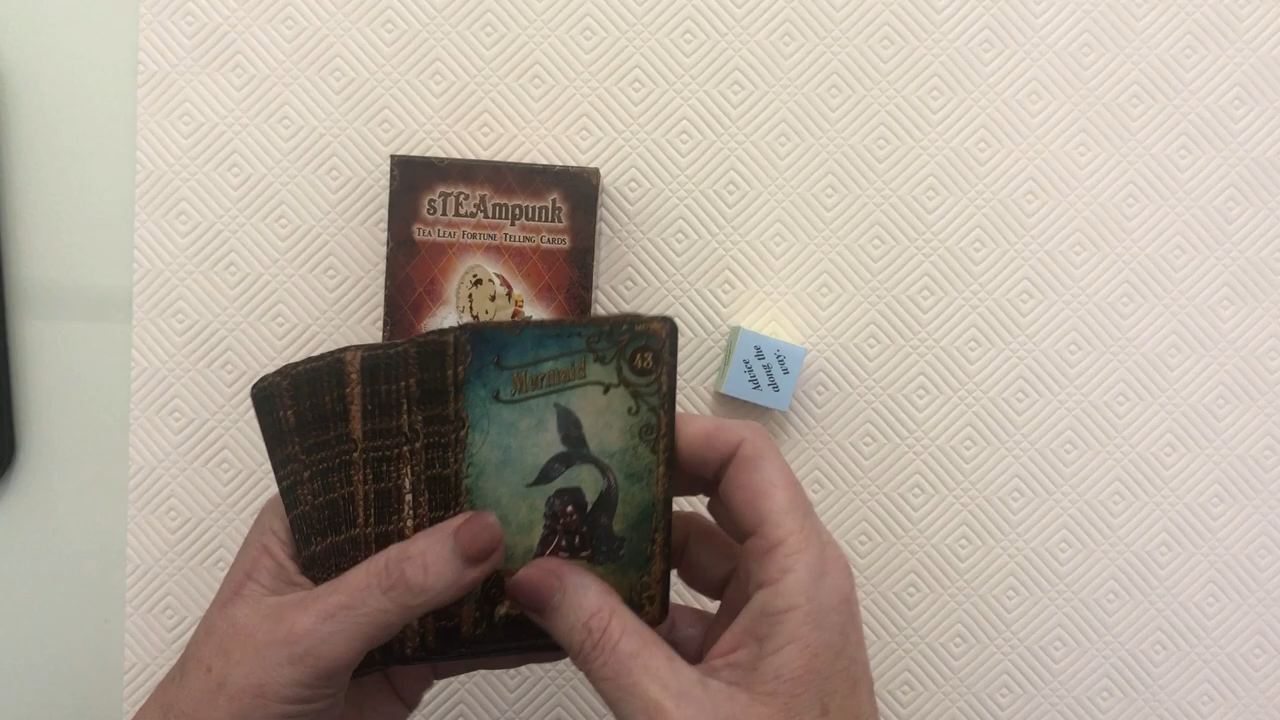 sTEAmpunk
Tea Leaf Fortune Telling Cards
Mermaid
48
Advice
along the
way.